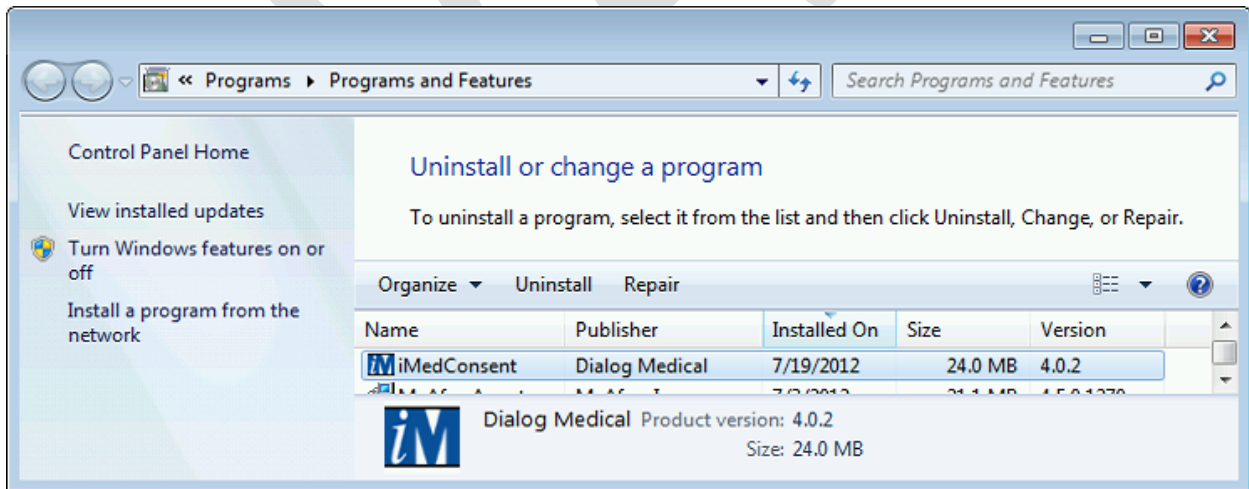 « Programs ▸ Programs and Features
Search Programs and Features
Control Panel Home
View installed updates
Turn Windows features on or
off
Install a program from the
network
Uninstall or change a program
To uninstall a program, select it from the list and then click Uninstall, Change, or Repair.
Organize Uninstall Repair
Name Publisher Installed On Size Version
iM iMedConsent Dialog Medical 7/19/2012 24.0 MB 4.0.2
iM Dialog Medical Product version: 4.0.2
Size: 24.0 MB